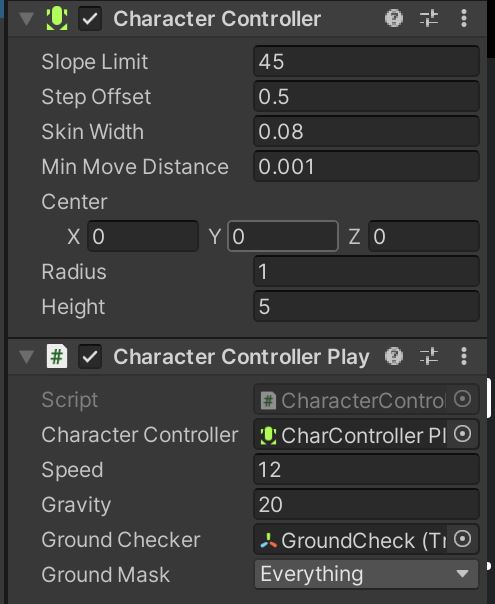 Character Controller
Slope Limit 45
Step Offset 0.5
Skin Width 0.08
Min Move Distance 0.001
Center
X 0 Y 0 Z 0
Radius 1
Height 5
# Character Controller Play
Script # CharacterControl
Character Controller CharController Pl
Speed 12
Gravity 20
Ground Checker GroundCheck (Tr
Ground Mask Everything